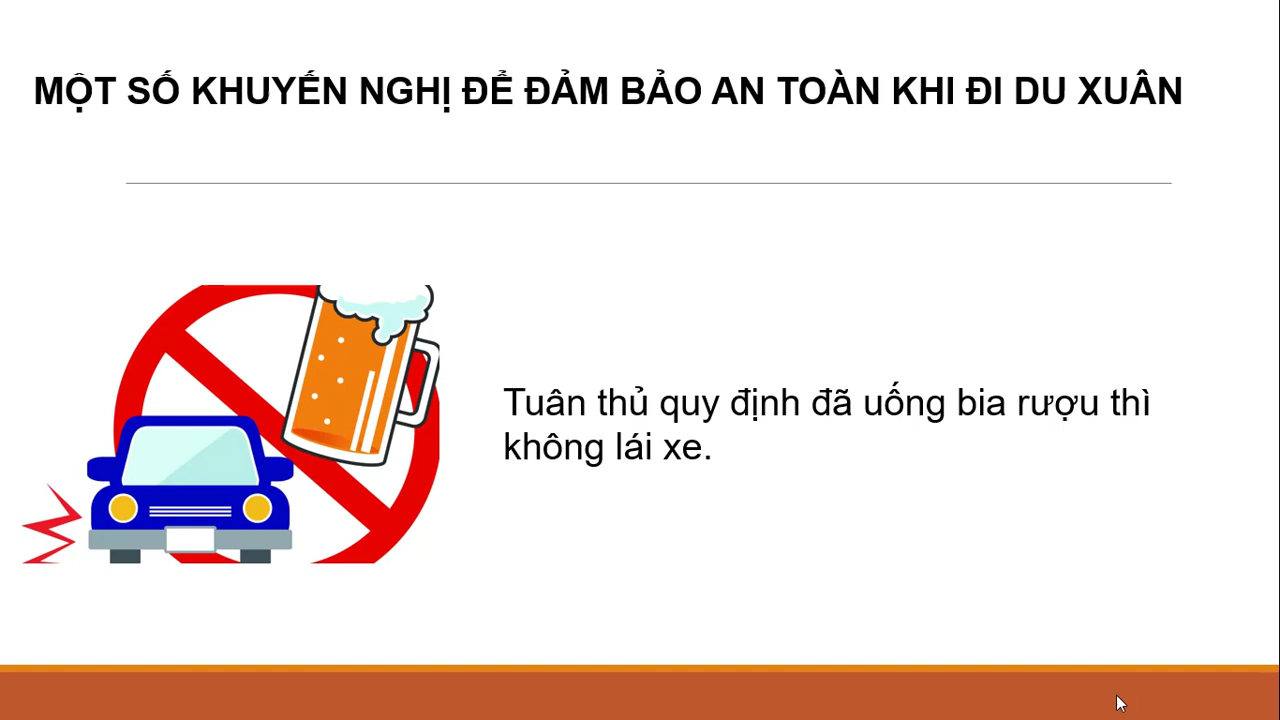 MỘT SỐ KHUYẾN NGHỊ ĐỂ ĐẢM BẢO AN TOÀN KHI ĐI DU XUÂN
Tuân thủ quy định đã uống bia rượu thì
không lái xe.